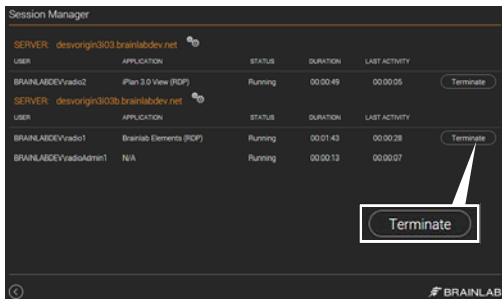 Session Manager
SERVER: desvorigin3i03.brainlabdev.net
USER APPLICATION STATUS DURATION LAST ACTIVITY
BRAINLABDEV\radio2 iPlan 3.0 View (RDP) Running 00:00:49 00:00:05 Terminate
SERVER: desvorigin3i03b.brainlabdev.net
USER APPLICATION STATUS DURATION LAST ACTIVITY
BRAINLABDEV\radio1 Brainlab Elements (RDP) Running 00:01:43 00:00:28 Terminate
BRAINLABDEV\radioAdmin1 N/A Running 00:00:13 00:00:07
Terminate
BRAINLAB